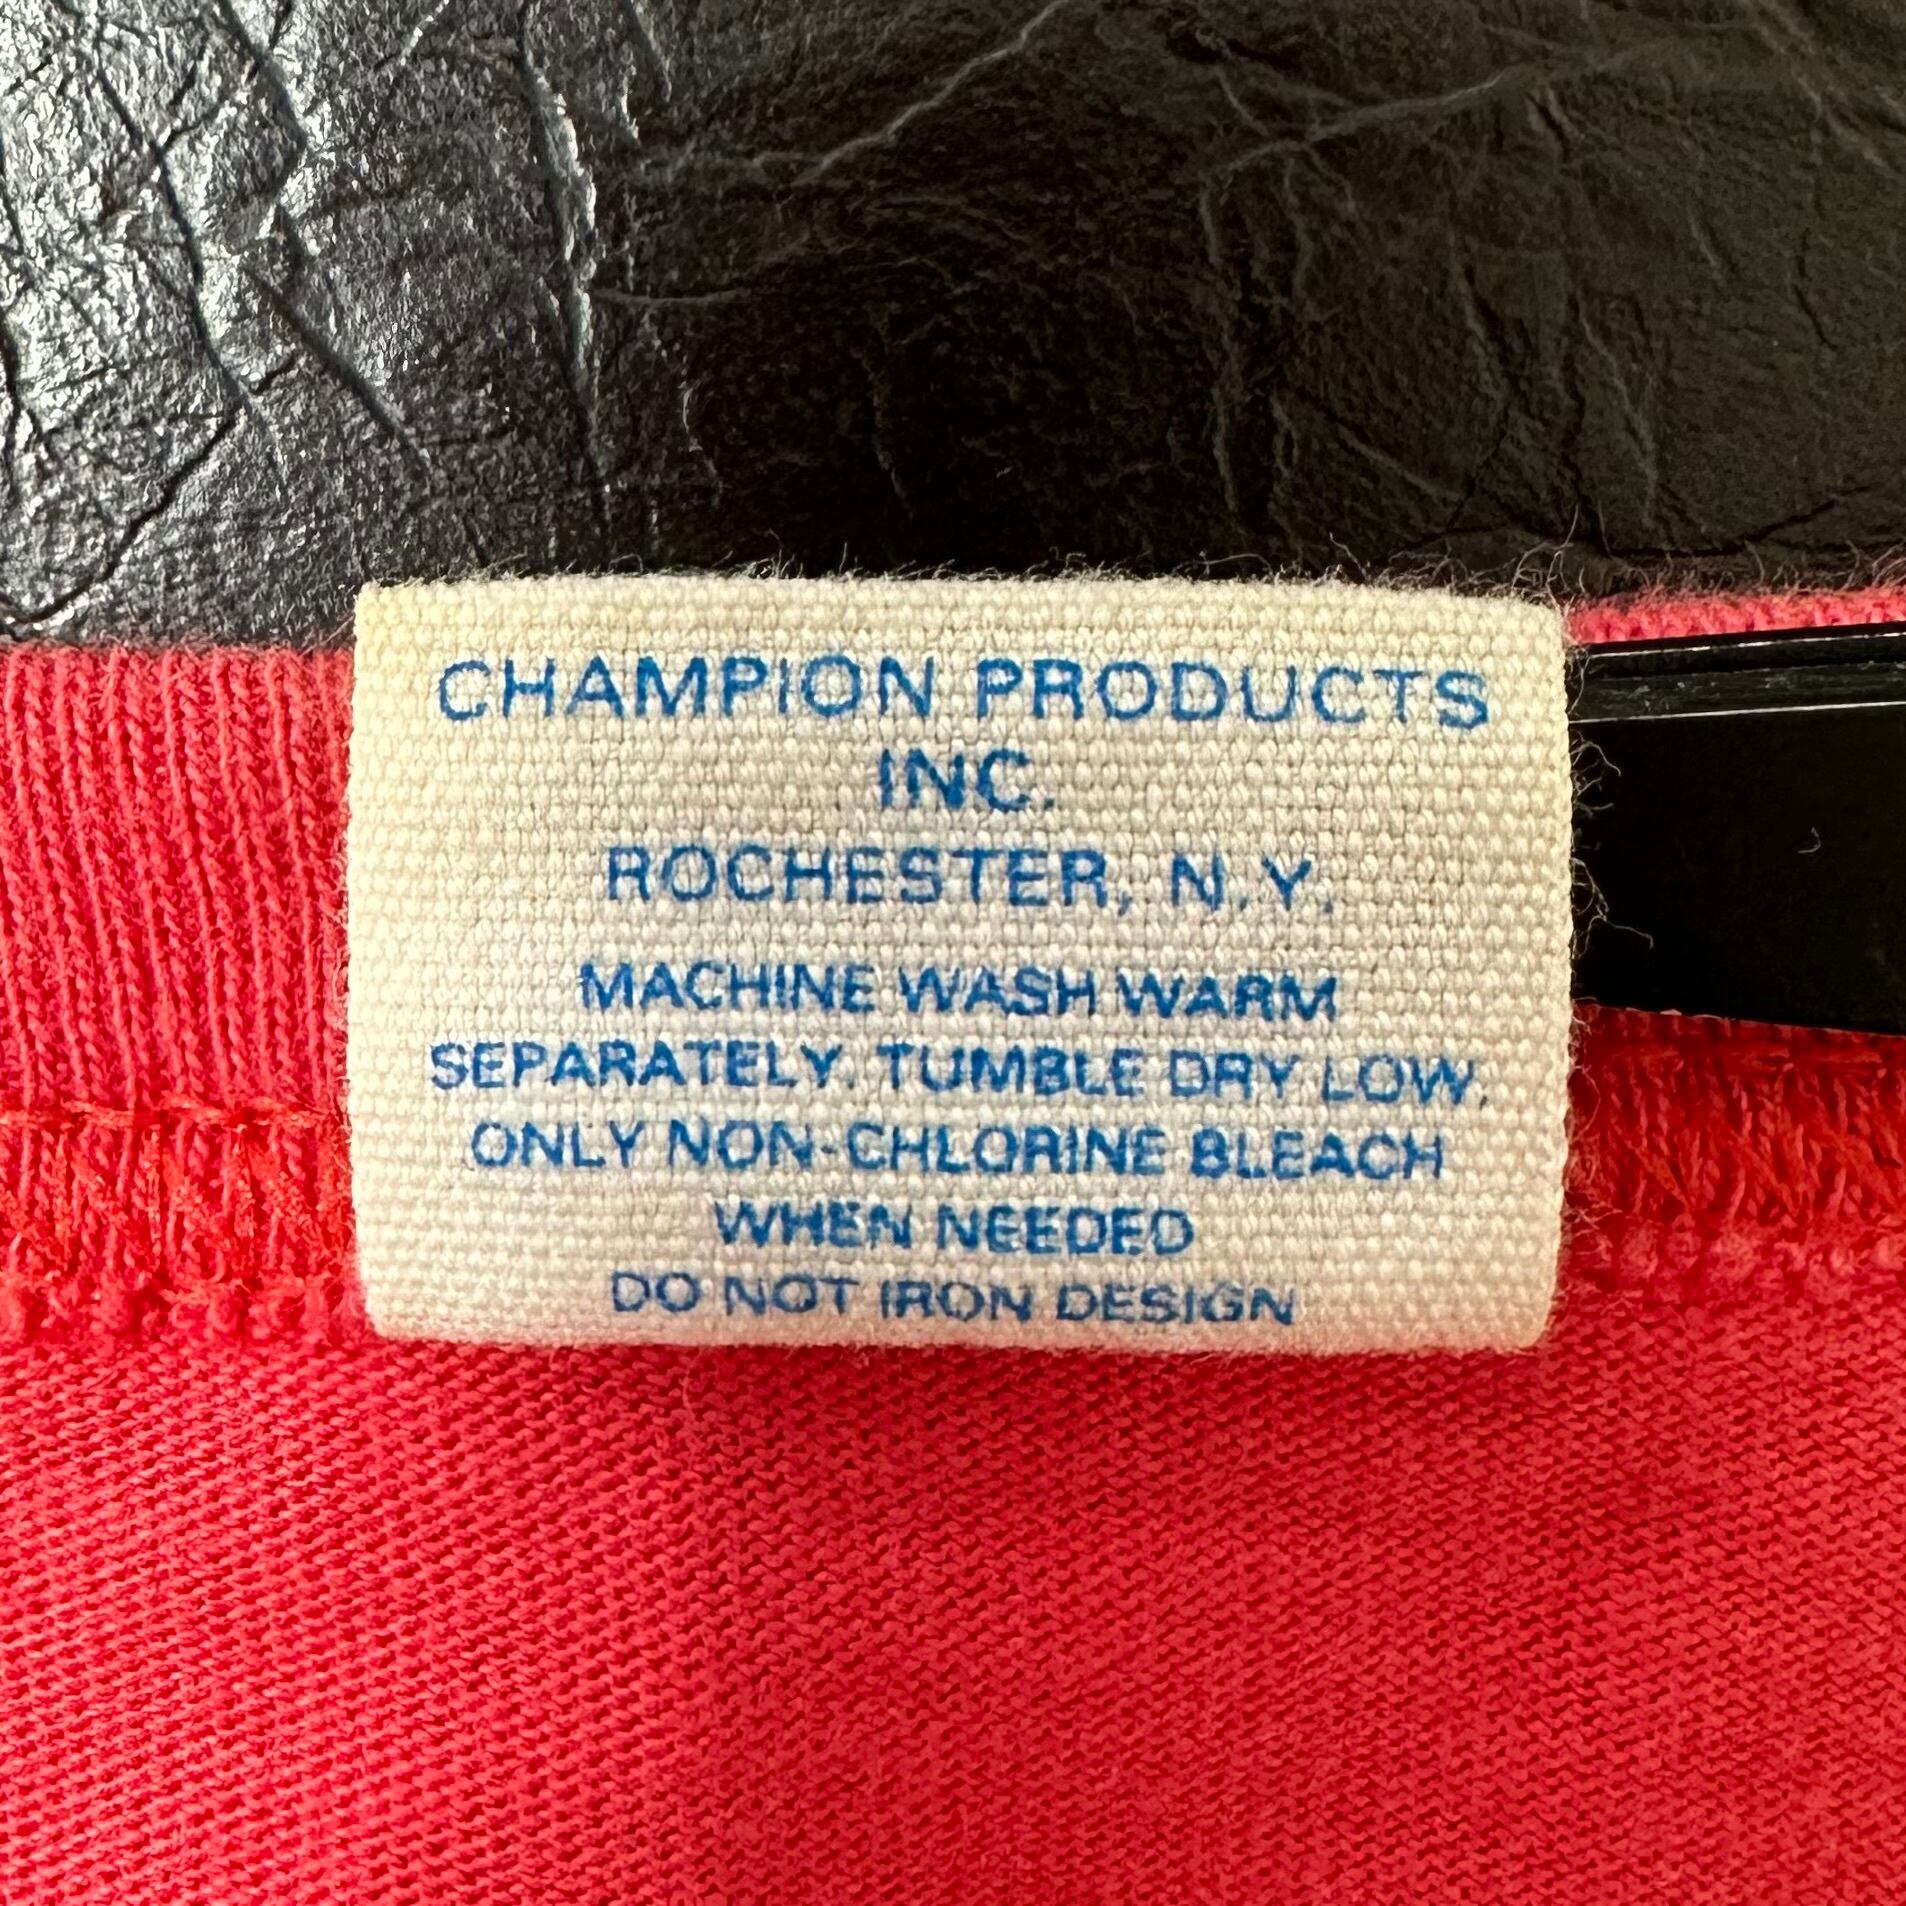 CHAMPION PRODUCTS
INC.
ROCHESTER, N.Y.
MACHINE WASH WARM
SEPARATELY. TUMBLE DRY LOW.
ONLY NON-CHLORINE BLEACH
WHEN NEEDED
DO NOT IRON DESIGN